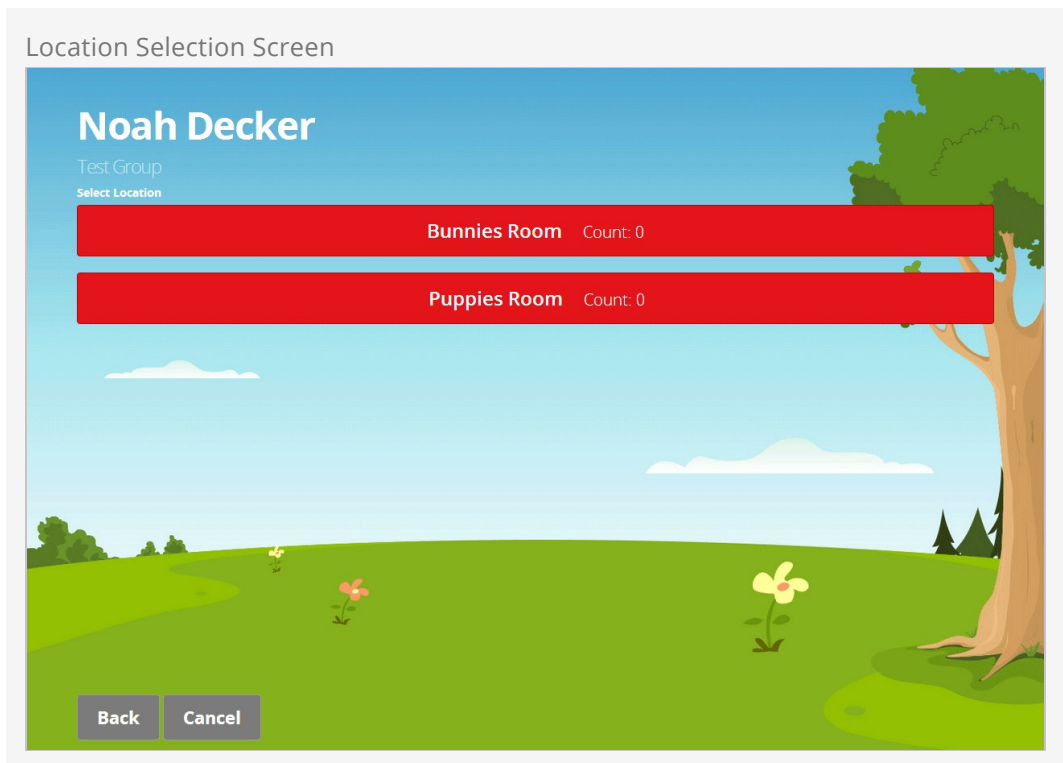 Location Selection Screen
Noah Decker
Test Group
Select Location
Bunnies Room Count: 0
Puppies Room Count: 0
Back Cancel